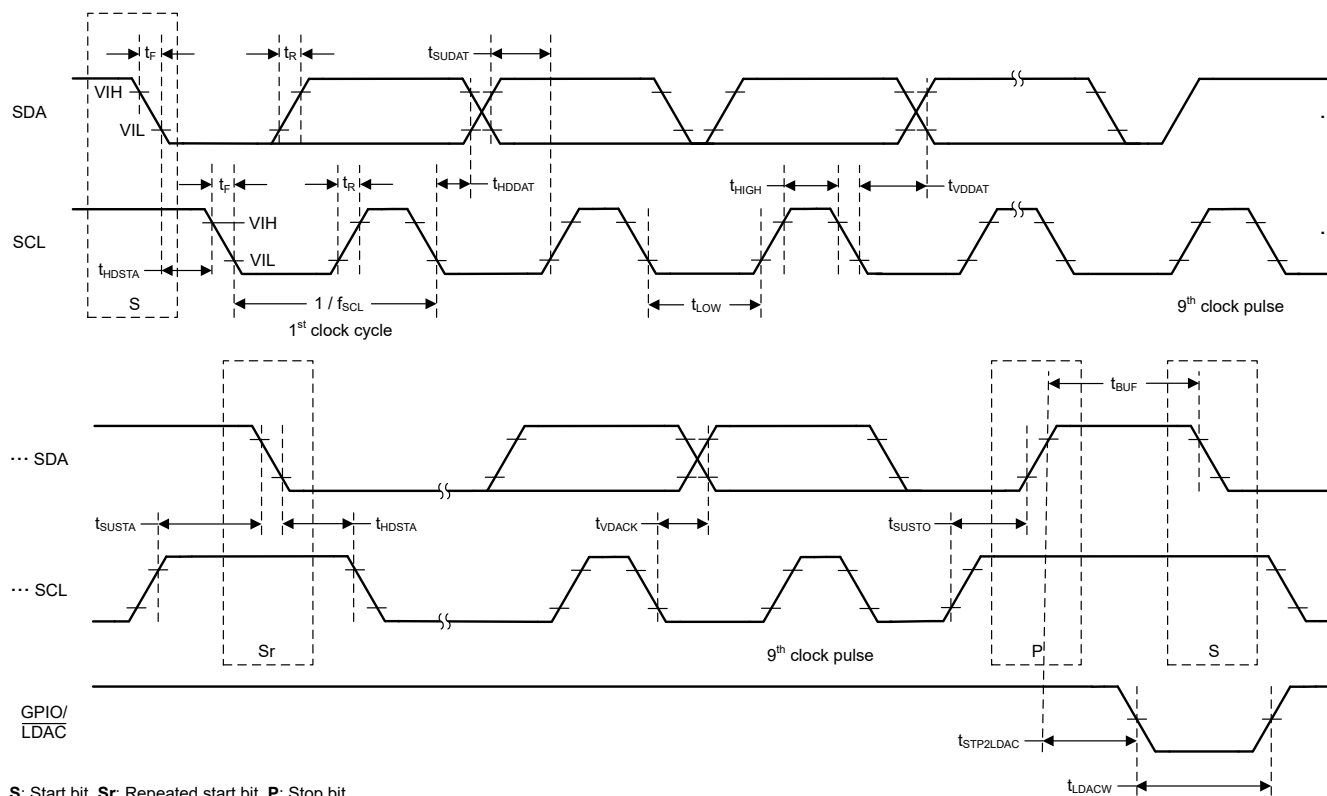 tF
tR
tSUDAT
VIH
SDA
VIL
tF
tR
tHDDAT
tHIGH
tVDDAT
VIH
SCL
VIL
tHDSTA
S
1 / fSCL
tLOW
1st clock cycle
9th clock pulse
tBUF
... SDA
tSUSTA
tHDSTA
tVDACK
tSUSTO
... SCL
Sr
9th clock pulse
P
S
GPIO/
LDAC
tSTP2LDAC
tLDACW
S: Start bit, Sr: Repeated start bit, P: Stop bit